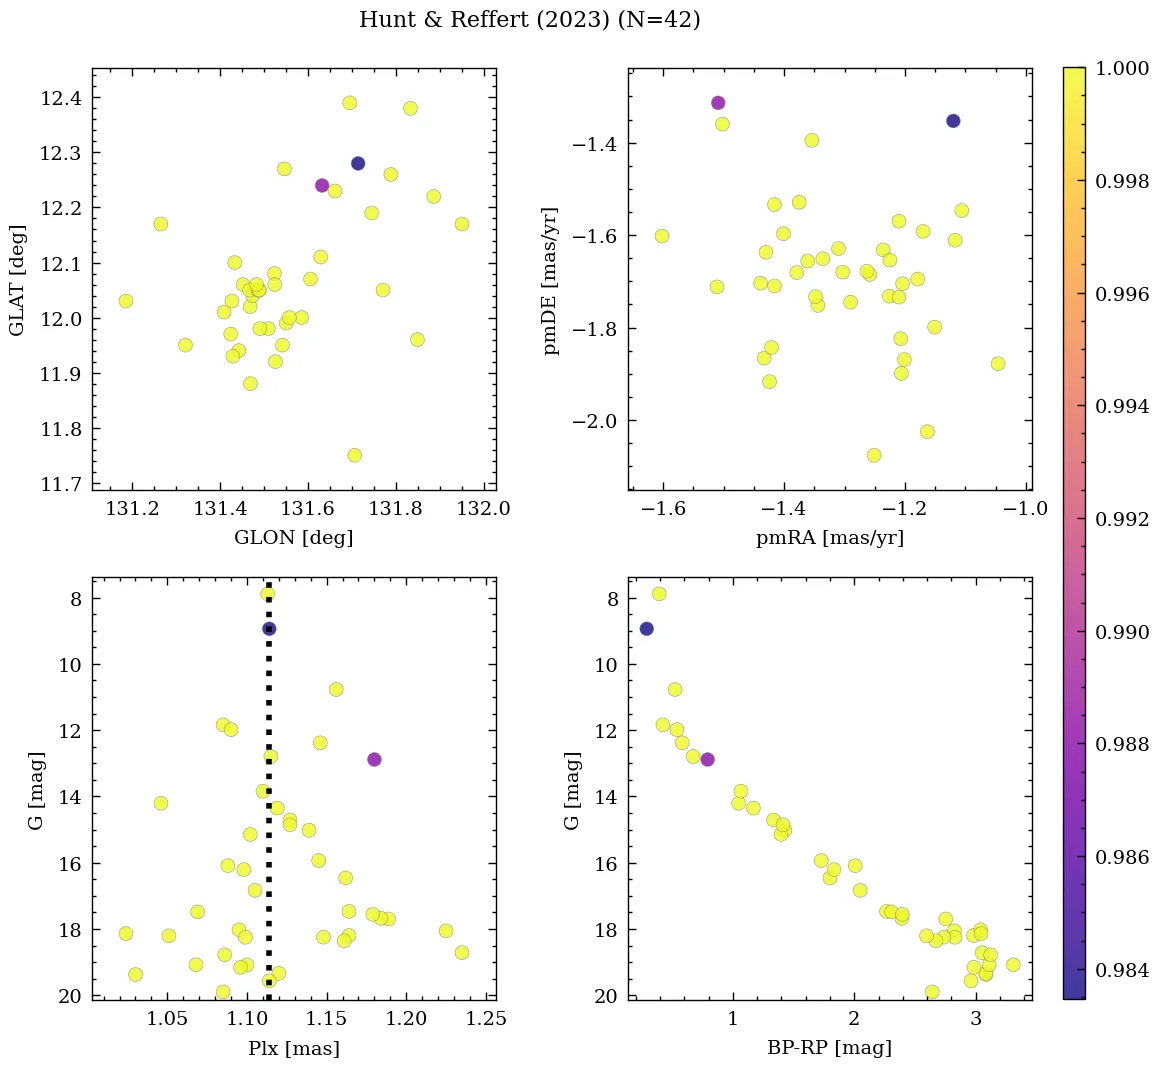 Hunt & Reffert (2023) (N=42)
12.4
12.3
12.2
12.1
12.0
11.9
11.8
11.7
GLAT [deg]
131.2 131.4 131.6 131.8 132.0
GLON [deg]
−1.4
−1.6
−1.8
−2.0
pmDE [mas/yr]
−1.6 −1.4 −1.2 −1.0
pmRA [mas/yr]
8
10
12
14
16
18
20
G [mag]
1.05 1.10 1.15 1.20 1.25
Plx [mas]
8
10
12
14
16
18
20
G [mag]
1 2 3
BP-RP [mag]
1.000
0.998
0.996
0.994
0.992
0.990
0.988
0.986
0.984